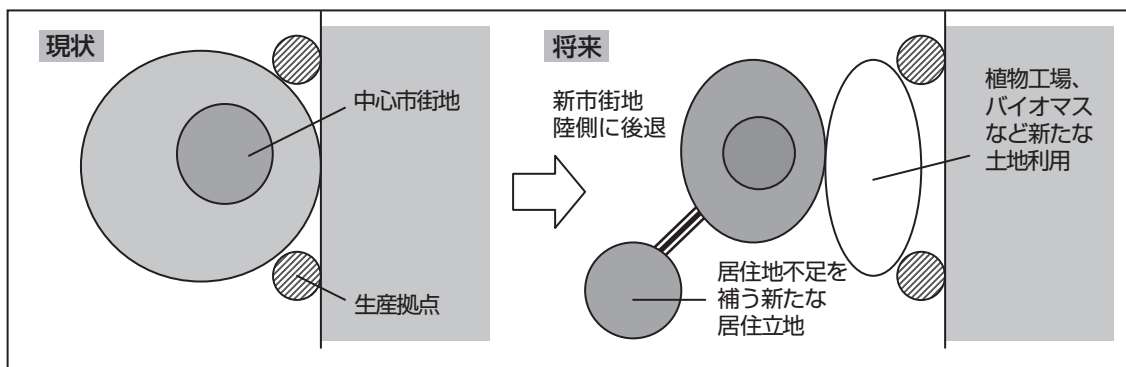 現状
中心市街地
生産拠点
将来
新市街地
陸側に後退
植物工場、
バイオマス
など新たな
土地利用
居住地不足を
補う新たな
居住立地